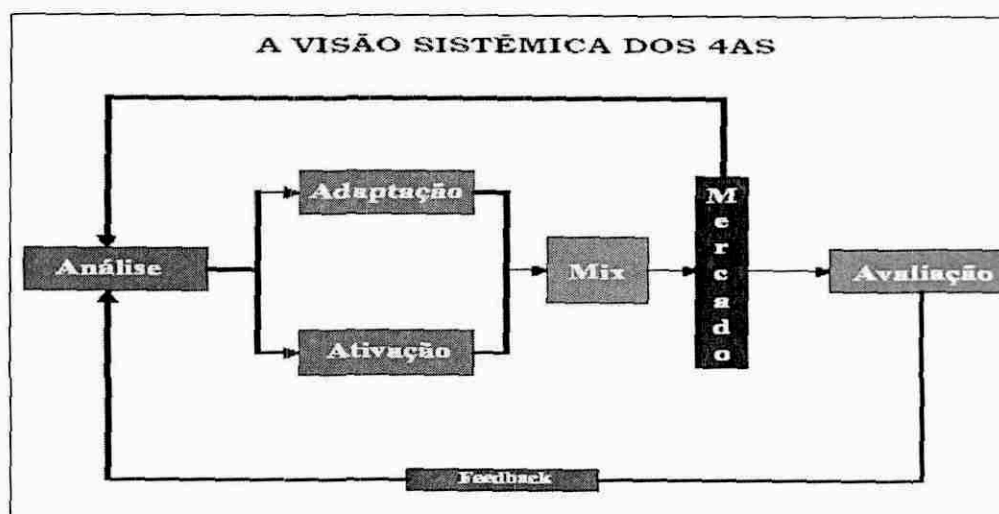 A VISÃO SISTÊMICA DOS 4AS
Adaptação
Análise
Mix
Mercado
Avaliação
Ativação
Feedback